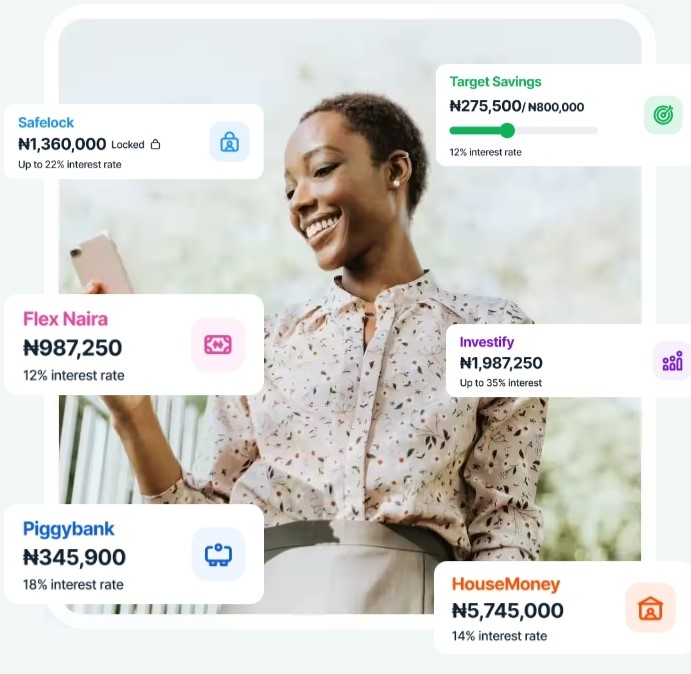 Target Savings
₦275,500/ ₦800,000
12% interest rate
Safelock
₦1,360,000 Locked
Up to 22% interest rate
Flex Naira
₦987,250
12% interest rate
Investify
₦1,987,250
Up to 35% interest
Piggybank
₦345,900
18% interest rate
HouseMoney
₦5,745,000
14% interest rate